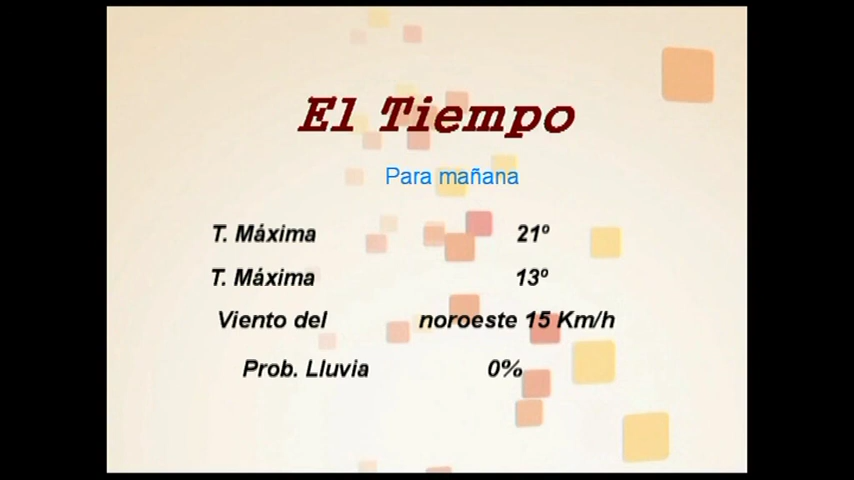 El Tiempo
Para mañana
T. Máxima 21º
T. Máxima 13º
Viento del noroeste 15 Km/h
Prob. Lluvia 0%